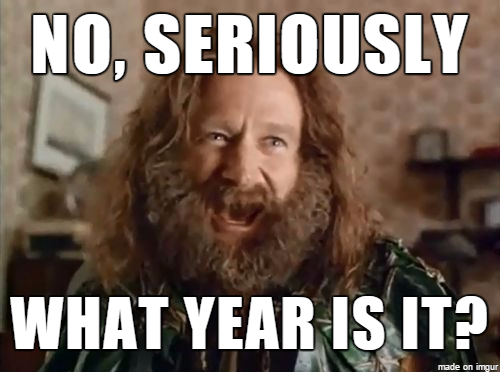 NO, SERIOUSLY
WHAT YEAR IS IT?
made on imgur